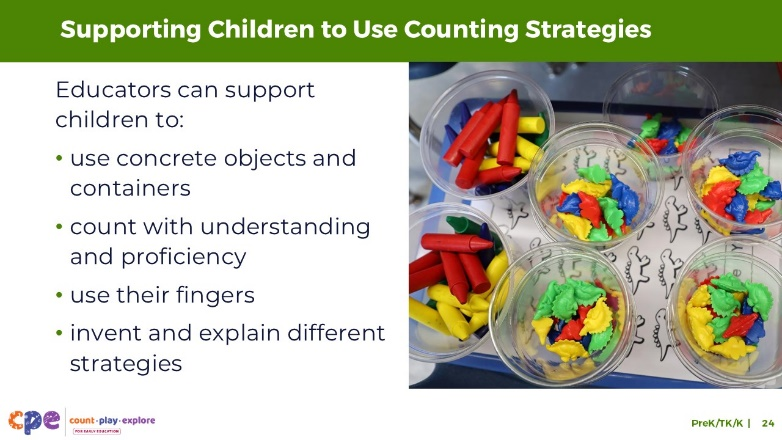 Supporting Children to Use Counting Strategies
Educators can support
children to:
• use concrete objects and
containers
• count with understanding
and proficiency
• use their fingers
• invent and explain different
strategies
cpe
count·play·explore
FOR EARLY EDUCATION
PreK/TK/K | 24